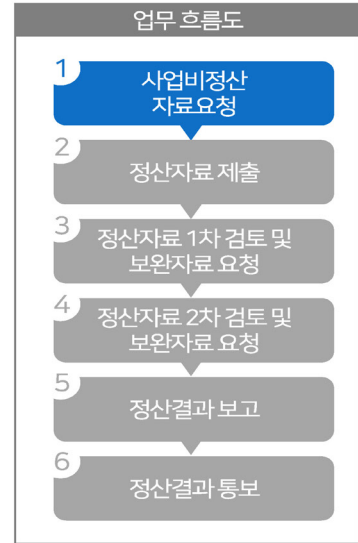 업무 흐름도
1
사업비정산
자료요청
2
정산자료 제출
3
정산자료 1차 검토 및
보완자료 요청
4
정산자료 2차 검토 및
보완자료 요청
5
정산결과 보고
6
정산결과 통보